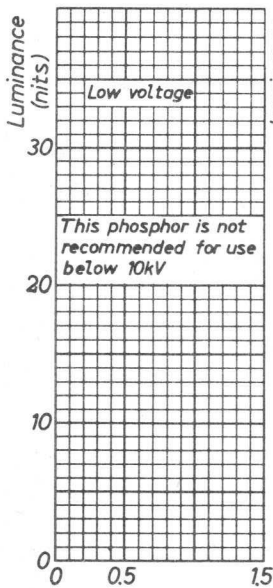 Luminance
(nits)
Low voltage
30
This phosphor is not
recommended for use
below 10kV
20
10
0
0 0.5 1.5